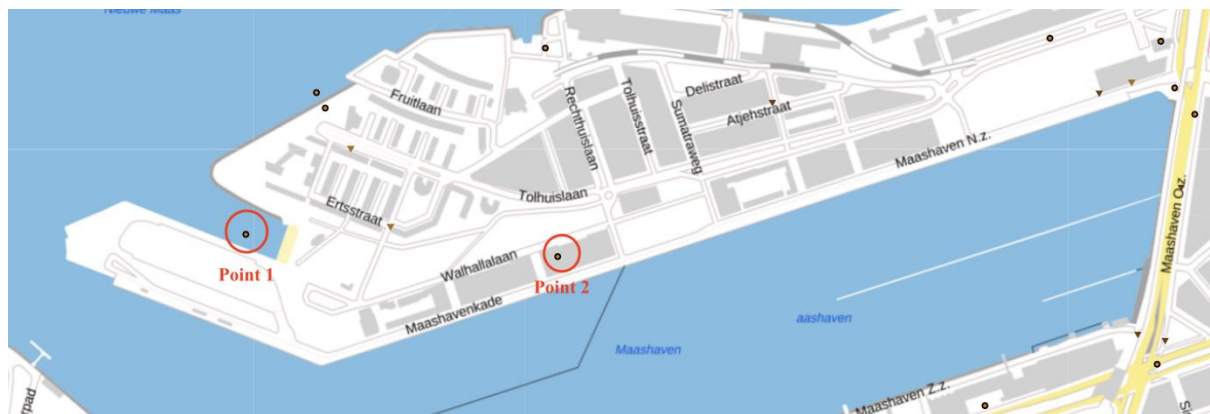 Nieuwe Maas
Delistraat
Fruitlaan
Rechthuislaan
Tolhuisstraat
Sumatraweg
Atjehstraat
Maashaven N.z.
Tolhuislaan
Ertsstraat
Maashaven O.z.
Point 1
Walhallalaan
Point 2
Maashavenkade
aashaven
Maashaven
Maashaven Z.z.
rpad